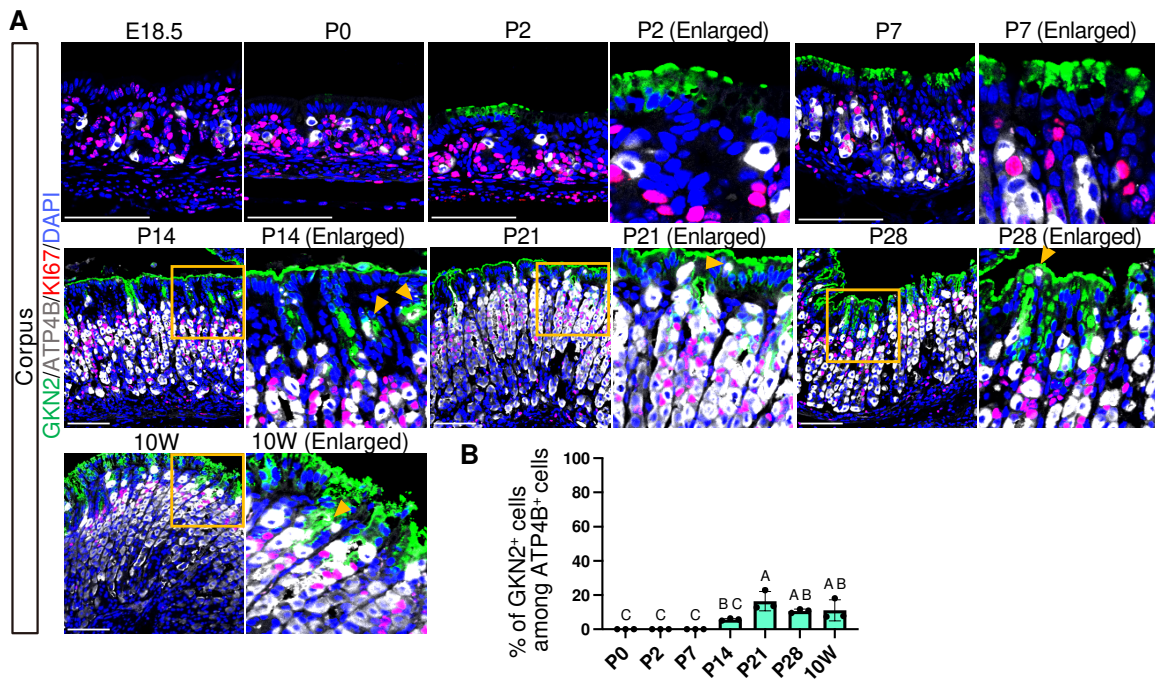 A
E18.5
P0
P2
P2 (Enlarged)
P7
P7 (Enlarged)
Corpus
GKN2/ATP4B/KI67/DAPI
P14
P14 (Enlarged)
P21
P21 (Enlarged)
P28
P28 (Enlarged)
10W
10W (Enlarged)
B
% of GKN2⁺ cells
among ATP4B⁺ cells
100
80
60
40
20
0
C
C
C
B C
A
A B
A B
P0
P2
P7
P14
P21
P28
10W